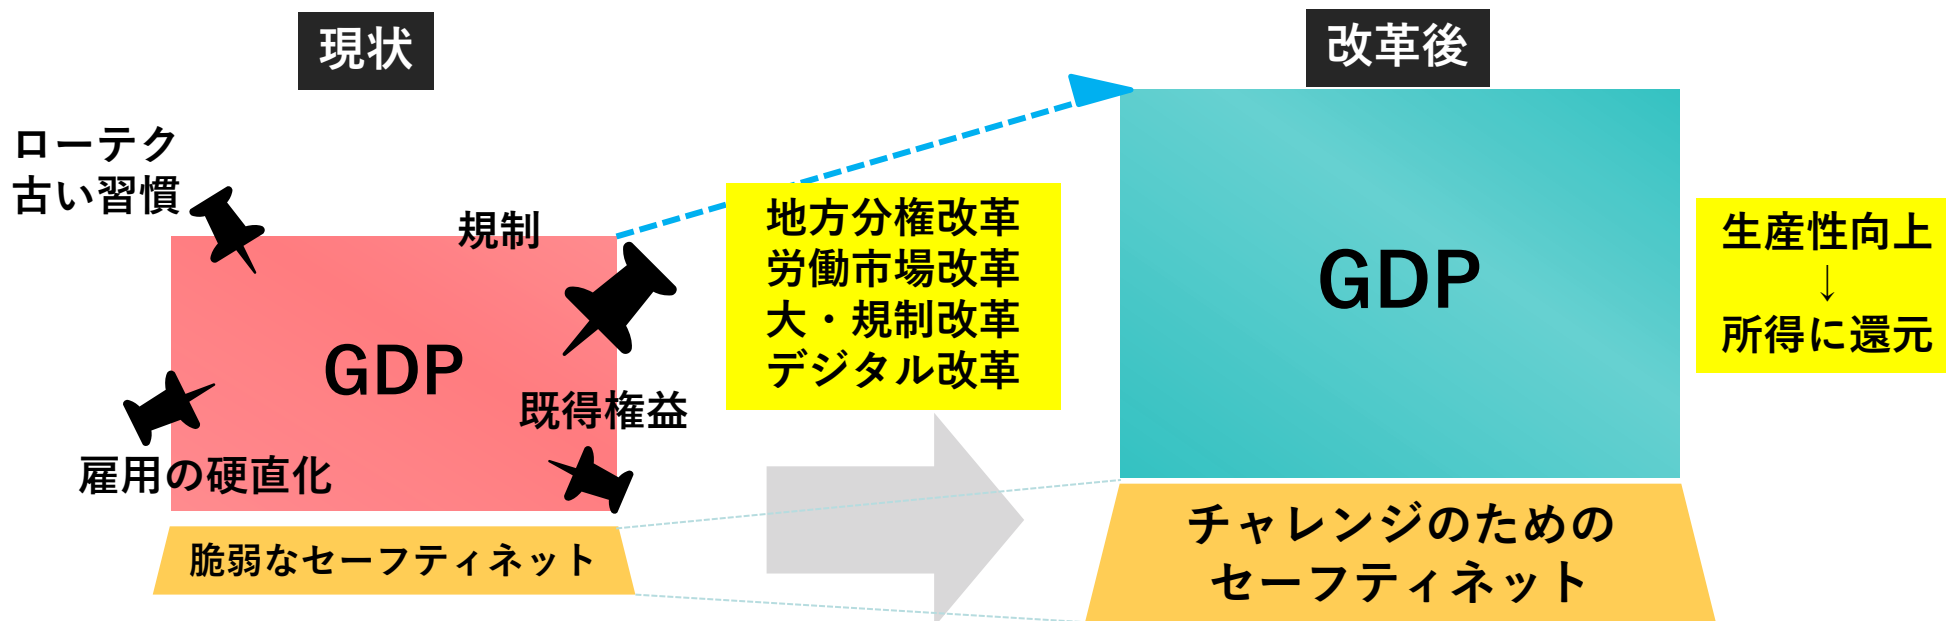 現状
改革後
ローテク
古い習慣
規制
GDP
既得権益
雇用の硬直化
脆弱なセーフティネット
地方分権改革
労働市場改革
大・規制改革
デジタル改革
GDP
チャレンジのための
セーフティネット
生産性向上
↓
所得に還元